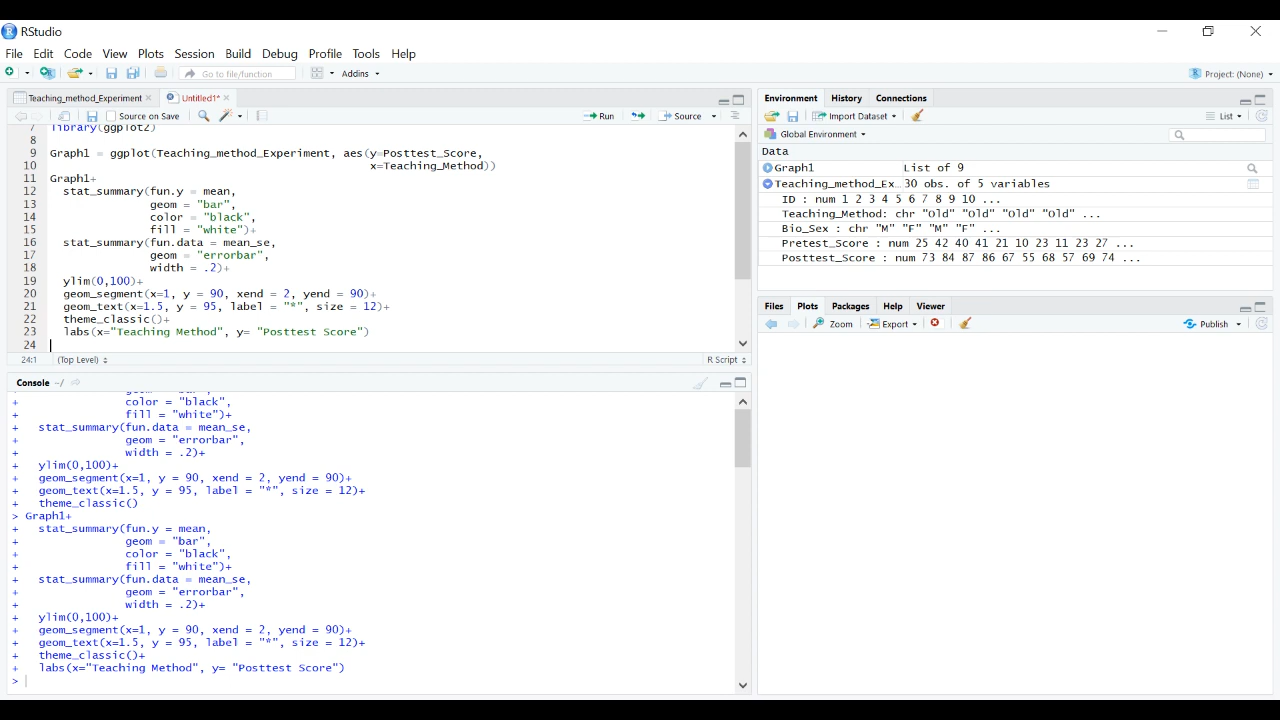 RStudio
File Edit Code View Plots Session Build Debug Profile Tools Help
Go to file/function Addins Project: (None)
Teaching_method_Experiment Untitled1*
Source on Save Run Source
7 library(ggplot2)
8
9 Graph1 = ggplot(Teaching_method_Experiment, aes(y=Posttest_Score,
10 x=Teaching_Method))
11 Graph1+
12 stat_summary(fun.y = mean,
13 geom = "bar",
14 color = "black",
15 fill = "white")+
16 stat_summary(fun.data = mean_se,
17 geom = "errorbar",
18 width = .2)+
19 ylim(0,100)+
20 geom_segment(x=1, y = 90, xend = 2, yend = 90)+
21 geom_text(x=1.5, y = 95, label = "*", size = 12)+
22 theme_classic()+
23 labs(x="Teaching Method", y= "Posttest Score")
24
24:1 (Top Level) R Script
Console ~/
+ color = "black",
+ fill = "white")+
+ stat_summary(fun.data = mean_se,
+ geom = "errorbar",
+ width = .2)+
+ ylim(0,100)+
+ geom_segment(x=1, y = 90, xend = 2, yend = 90)+
+ geom_text(x=1.5, y = 95, label = "*", size = 12)+
+ theme_classic()
> Graph1+
+ stat_summary(fun.y = mean,
+ geom = "bar",
+ color = "black",
+ fill = "white")+
+ stat_summary(fun.data = mean_se,
+ geom = "errorbar",
+ width = .2)+
+ ylim(0,100)+
+ geom_segment(x=1, y = 90, xend = 2, yend = 90)+
+ geom_text(x=1.5, y = 95, label = "*", size = 12)+
+ theme_classic()+
+ labs(x="Teaching Method", y= "Posttest Score")
>
Environment History Connections
Import Dataset List
Global Environment
Data
Graph1 List of 9
Teaching_method_Ex… 30 obs. of 5 variables
ID : num 1 2 3 4 5 6 7 8 9 10 ...
Teaching_Method: chr "Old" "Old" "Old" "Old" ...
Bio_Sex : chr "M" "F" "M" "F" ...
Pretest_Score : num 25 42 40 41 21 10 23 11 23 27 ...
Posttest_Score : num 73 84 87 86 67 55 68 57 69 74 ...
Files Plots Packages Help Viewer
Zoom Export Publish